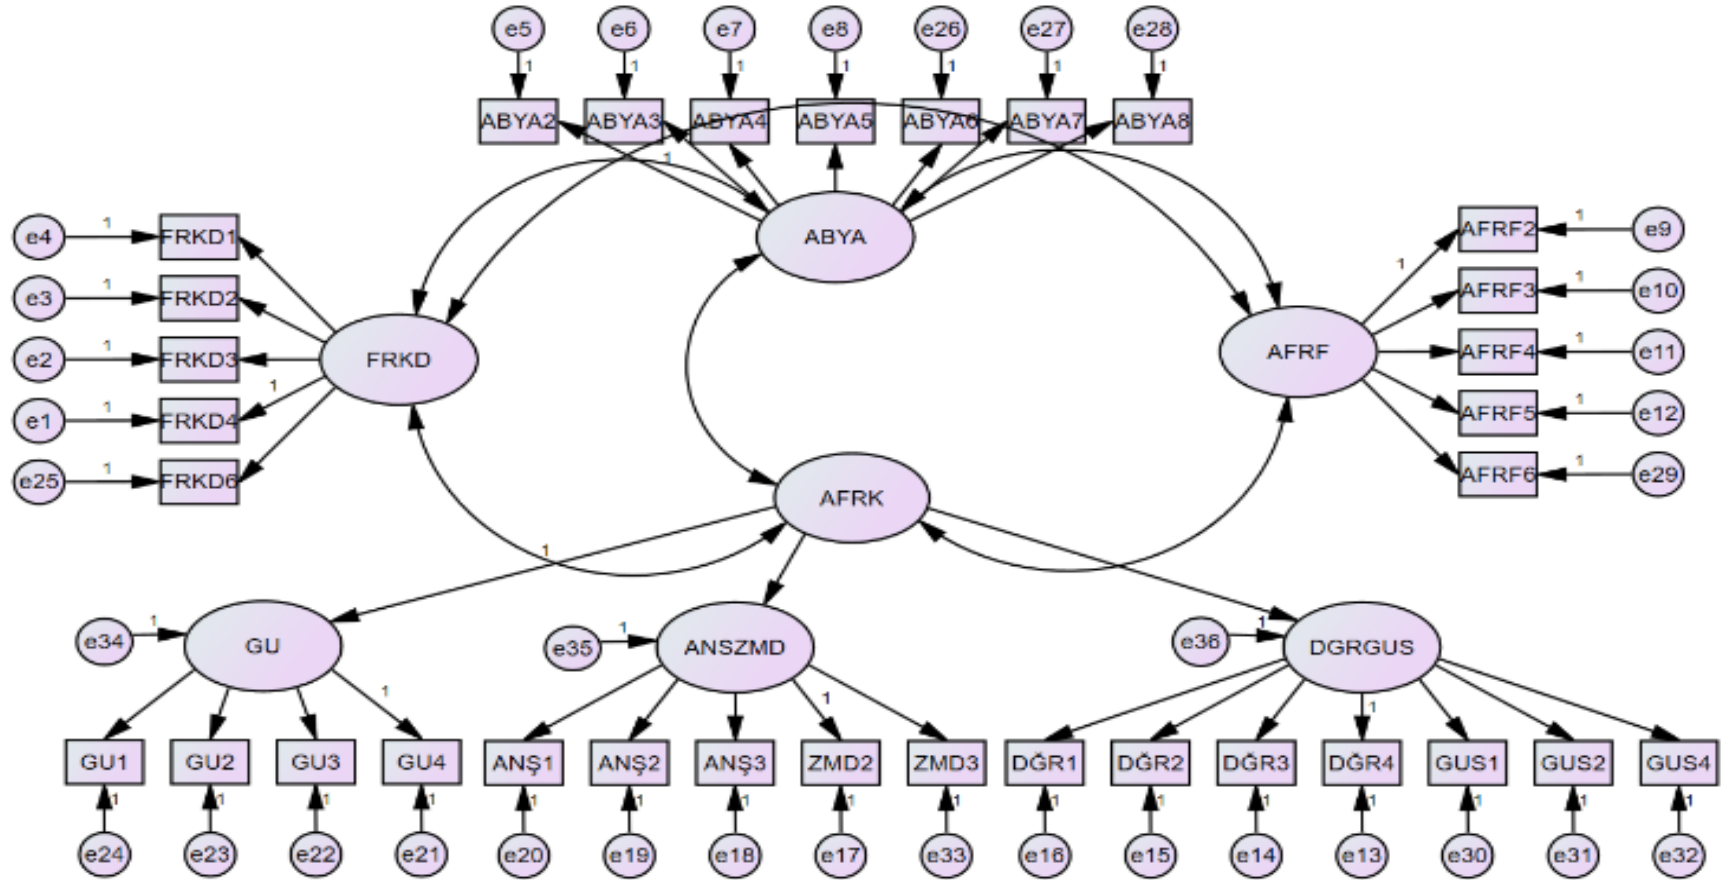 e5 e6 e7 e8 e26 e27 e28
1 1 1 1 1 1 1
ABYA2 ABYA3 ABYA4 ABYA5 ABYA6 ABYA7 ABYA8
1
ABYA
e4 1 FRKD1
e3 1 FRKD2
e2 1 FRKD3
e1 1 FRKD4
e25 1 FRKD6
1
FRKD
AFRF
1
AFRF2 1 e9
AFRF3 1 e10
AFRF4 1 e11
AFRF5 1 e12
AFRF6 1 e29
AFRK
1
e34 1 GU
e35 1 ANSZMD
e36 1 DGRGUS
1 1 1
GU1 GU2 GU3 GU4 ANŞ1 ANŞ2 ANŞ3 ZMD2 ZMD3 DĞR1 DĞR2 DĞR3 DĞR4 GUS1 GUS2 GUS4
1 1 1 1 1 1 1 1 1 1 1 1 1 1 1 1
e24 e23 e22 e21 e20 e19 e18 e17 e33 e16 e15 e14 e13 e30 e31 e32